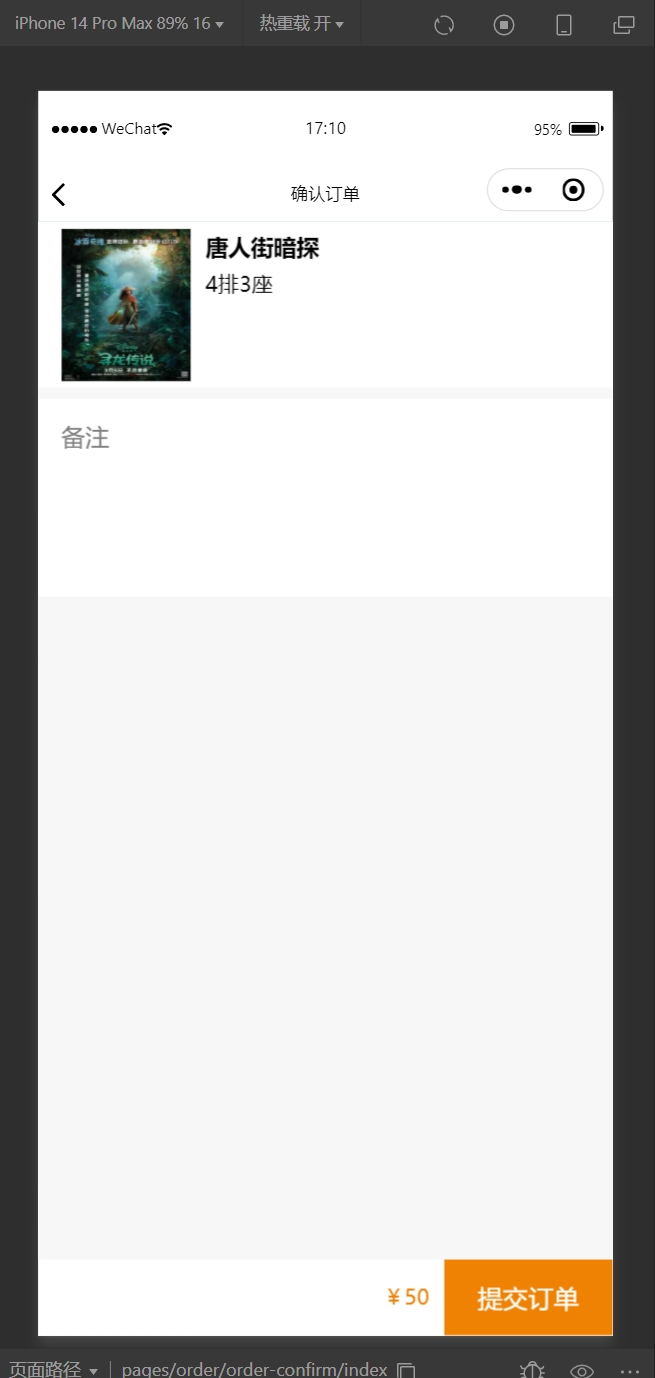 iPhone 14 Pro Max 89% 16
热重载 开
WeChat
17:10
95%
确认订单
唐人街暗探
4排3座
寻龙传说
备注
¥50
提交订单
页面路径
pages/order/order-confirm/index